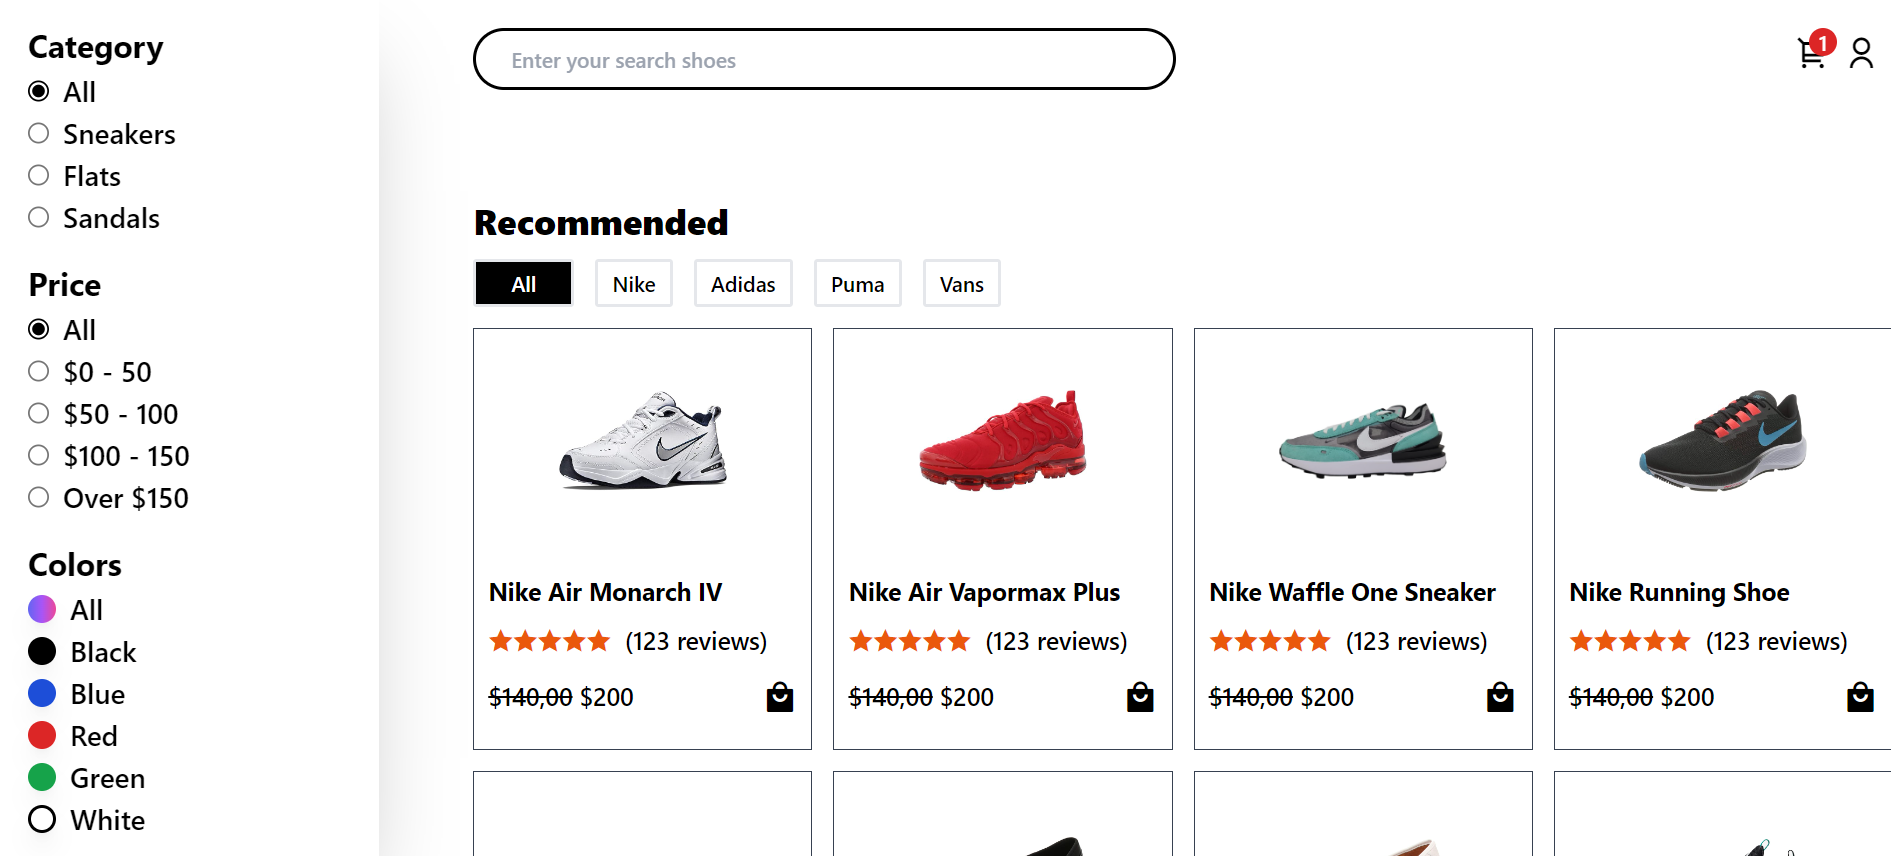 Category
All
Sneakers
Flats
Sandals
Price
All
$0 - 50
$50 - 100
$100 - 150
Over $150
Colors
All
Black
Blue
Red
Green
White
Enter your search shoes
1
Recommended
All Nike Adidas Puma Vans
Nike Air Monarch IV
(123 reviews)
$140,00 $200
Nike Air Vapormax Plus
(123 reviews)
$140,00 $200
Nike Waffle One Sneaker
(123 reviews)
$140,00 $200
Nike Running Shoe
(123 reviews)
$140,00 $200